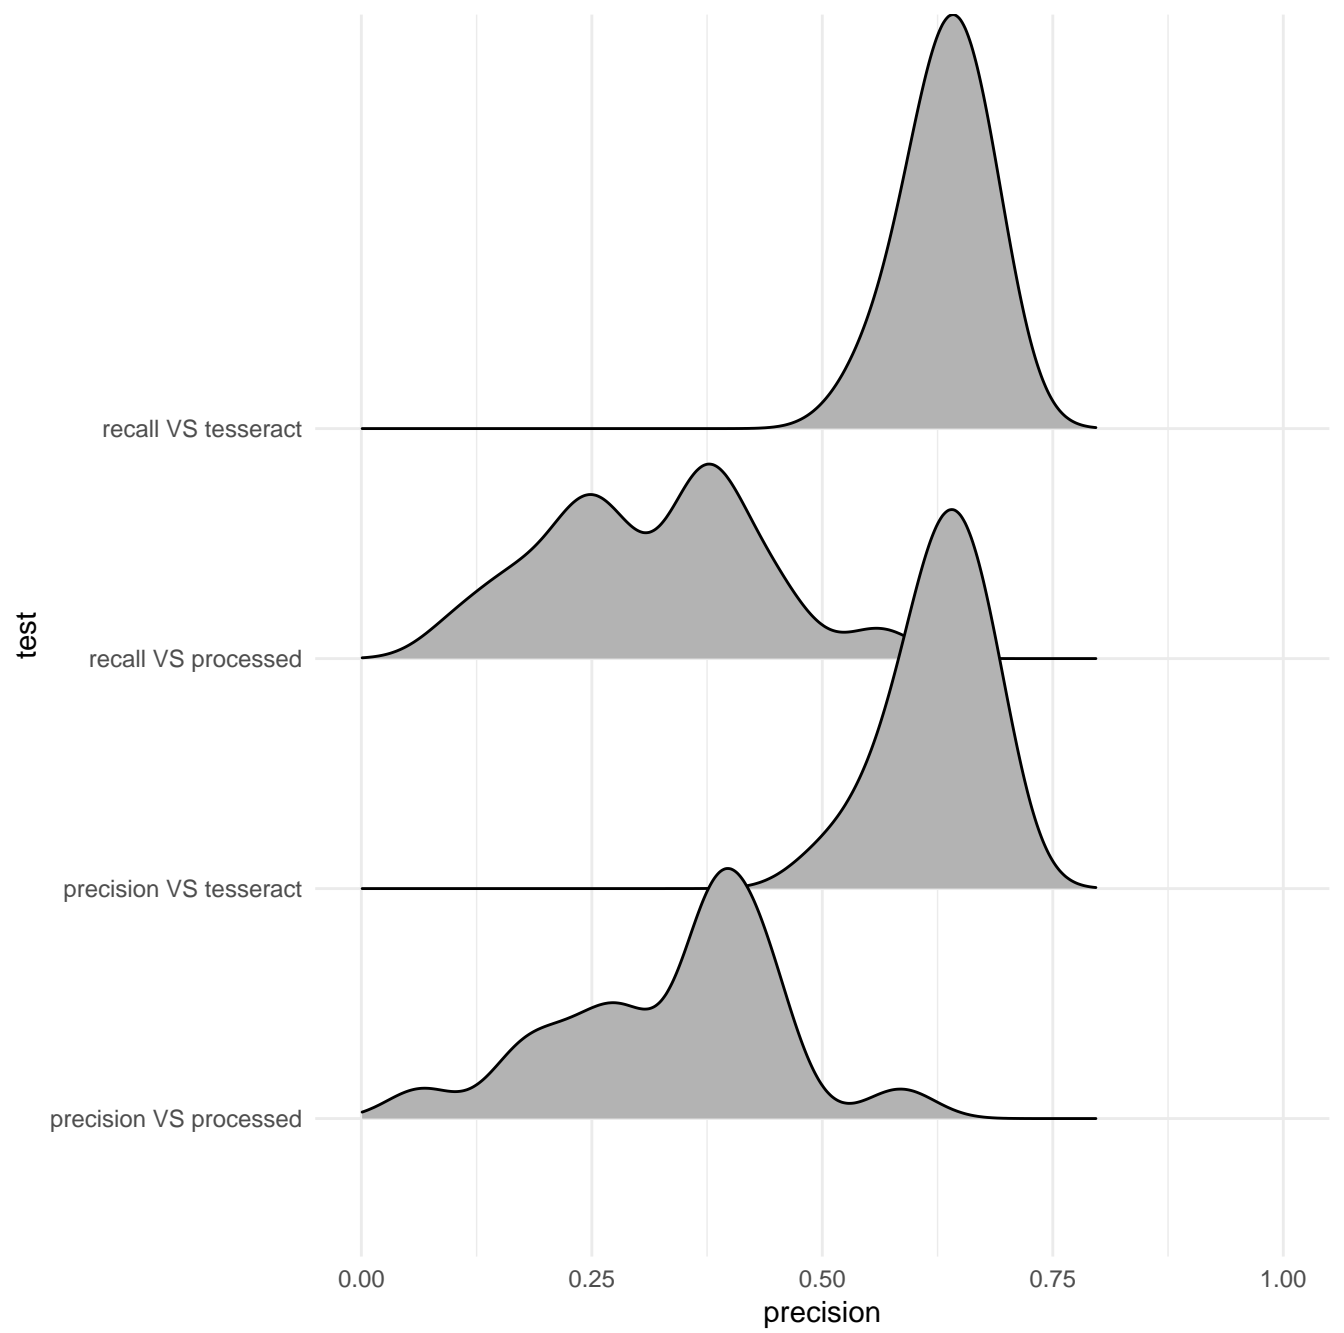 recall VS tesseract
recall VS processed
precision VS tesseract
precision VS processed
test
0.00 0.25 0.50 0.75 1.00
precision